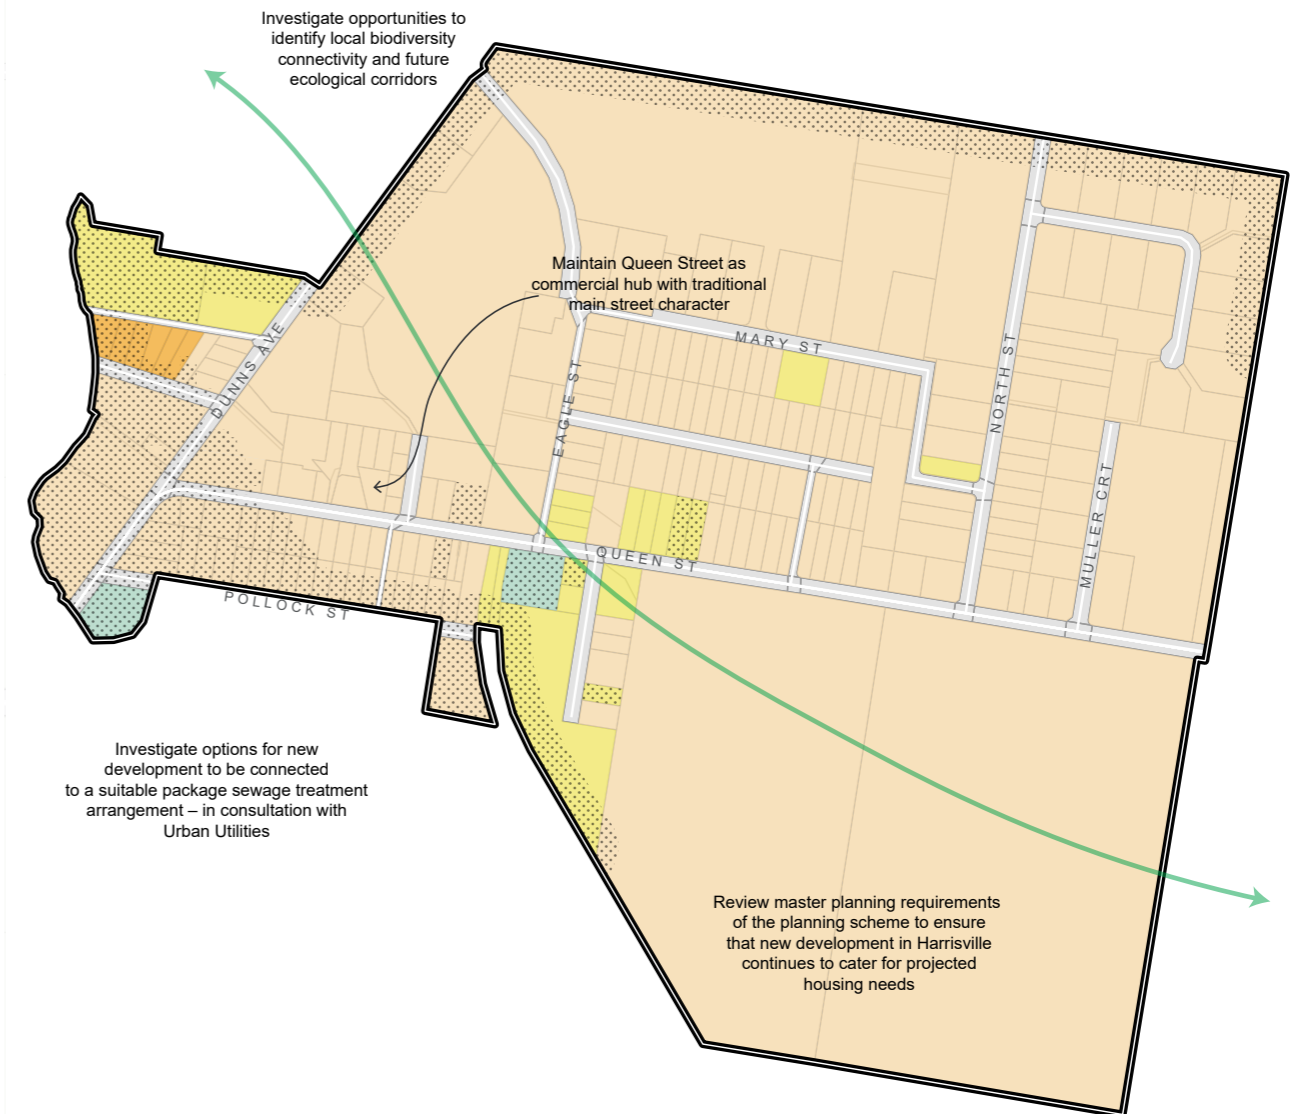 Investigate opportunities to
identify local biodiversity
connectivity and future
ecological corridors
Maintain Queen Street as
commercial hub with traditional
main street character
MARY ST
NORTH ST
DUNNS AVE
EAGLE ST
MULLER CRT
QUEEN ST
POLLOCK ST
Investigate options for new
development to be connected
to a suitable package sewage treatment
arrangement – in consultation with
Urban Utilities
Review master planning requirements
of the planning scheme to ensure
that new development in Harrisville
continues to cater for projected
housing needs